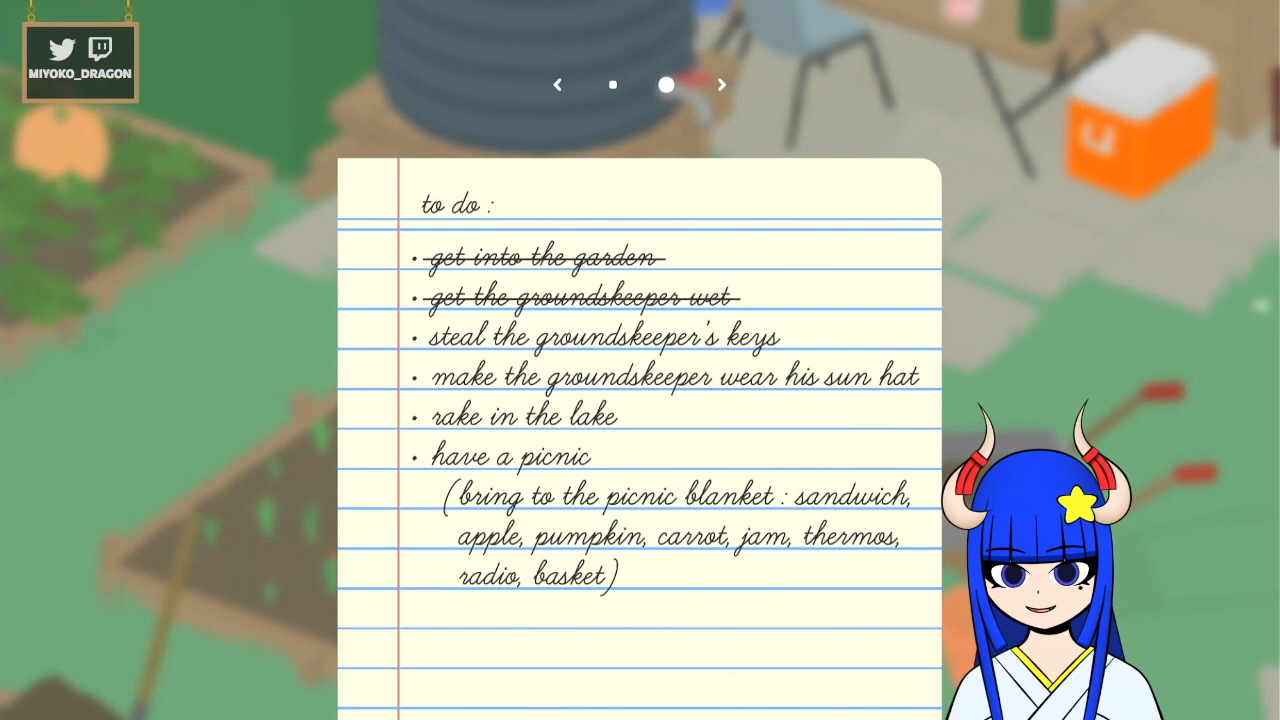 MIYOKO_DRAGON
to do :
• get into the garden
• get the groundskeeper wet
• steal the groundskeeper's keys
• make the groundskeeper wear his sun hat
• rake in the lake
• have a picnic
(bring to the picnic blanket : sandwich,
apple, pumpkin, carrot, jam, thermos,
radio, basket)